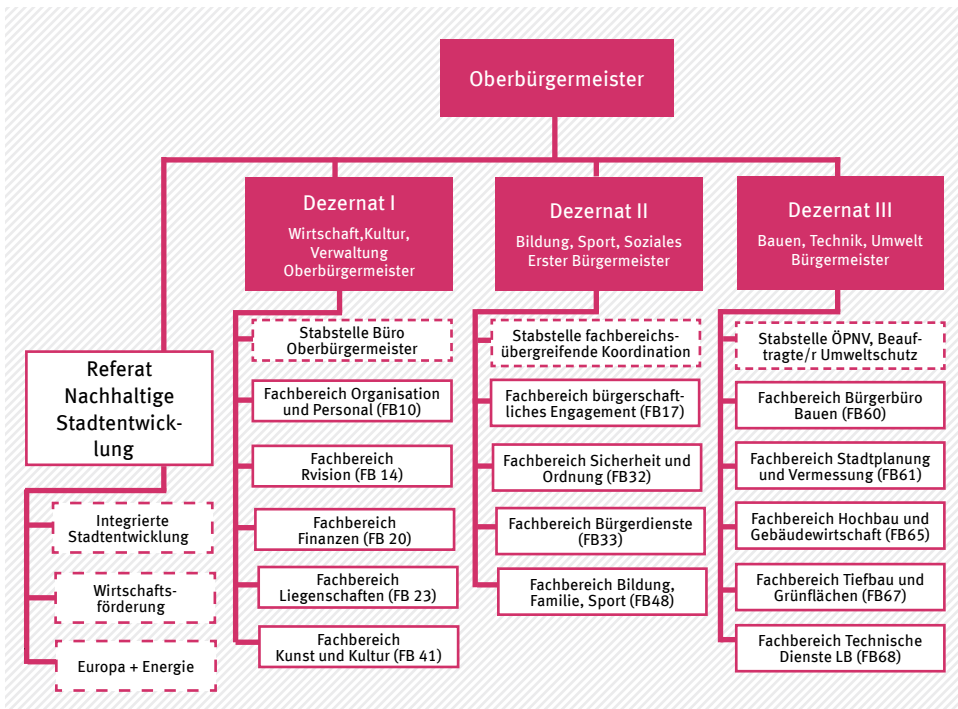 Oberbürgermeister
Dezernat I
Wirtschaft,Kultur,
Verwaltung
Oberbürgermeister
Dezernat II
Bildung, Sport, Soziales
Erster Bürgermeister
Dezernat III
Bauen, Technik, Umwelt
Bürgermeister
Referat
Nachhaltige
Stadtentwick-
lung
Integrierte
Stadtentwicklung
Wirtschafts-
förderung
Europa + Energie
Stabstelle Büro
Oberbürgermeister
Fachbereich Organisation
und Personal (FB10)
Fachbereich
Rvision (FB 14)
Fachbereich
Finanzen (FB 20)
Fachbereich
Liegenschaften (FB 23)
Fachbereich
Kunst und Kultur (FB 41)
Stabstelle fachbereichs-
übergreifende Koordination
Fachbereich bürgerschaft-
liches Engagement (FB17)
Fachbereich Sicherheit und
Ordnung (FB32)
Fachbereich Bürgerdienste
(FB33)
Fachbereich Bildung,
Familie, Sport (FB48)
Stabstelle ÖPNV, Beauf-
tragte/r Umweltschutz
Fachbereich Bürgerbüro
Bauen (FB60)
Fachbereich Stadtplanung
und Vermessung (FB61)
Fachbereich Hochbau und
Gebäudewirtschaft (FB65)
Fachbereich Tiefbau und
Grünflächen (FB67)
Fachbereich Technische
Dienste LB (FB68)